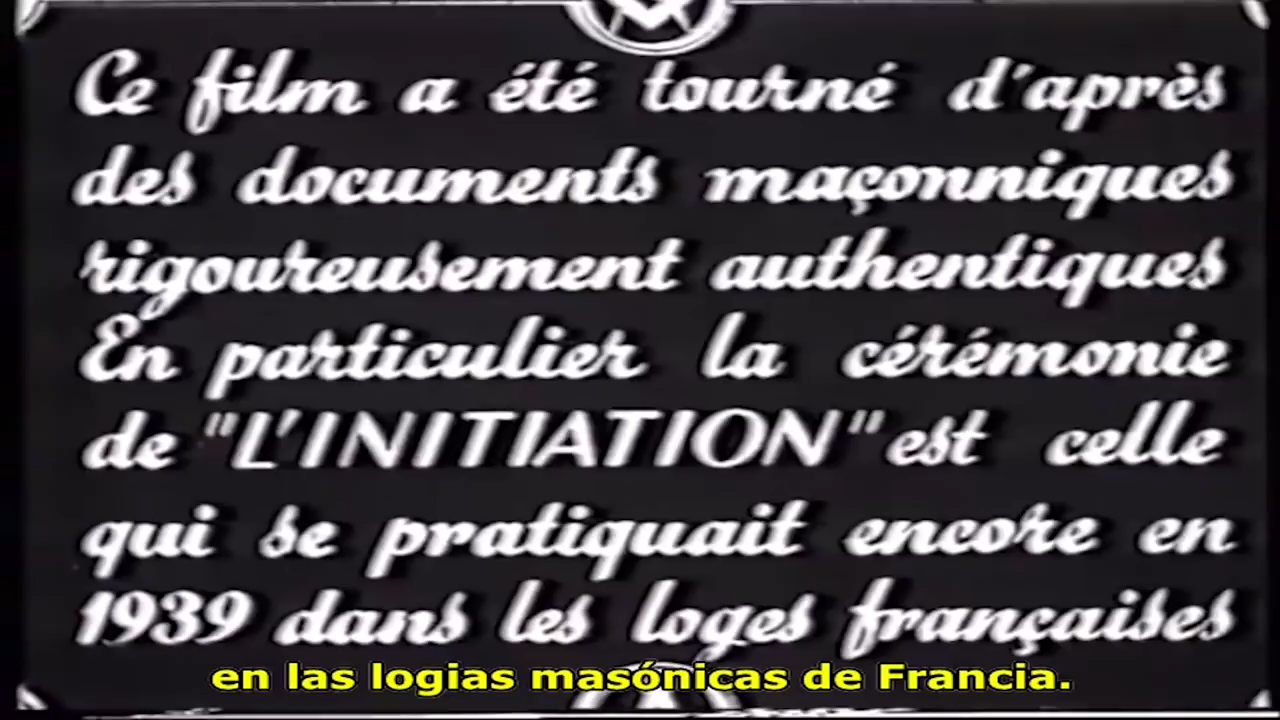 Ce film a été tourné d'après
des documents maçonniques
rigoureusement authentiques
En particulier la cérémonie
de "L'INITIATION" est celle
qui se pratiquait encore en
1939 dans les loges françaises
en las logias masónicas de Francia.